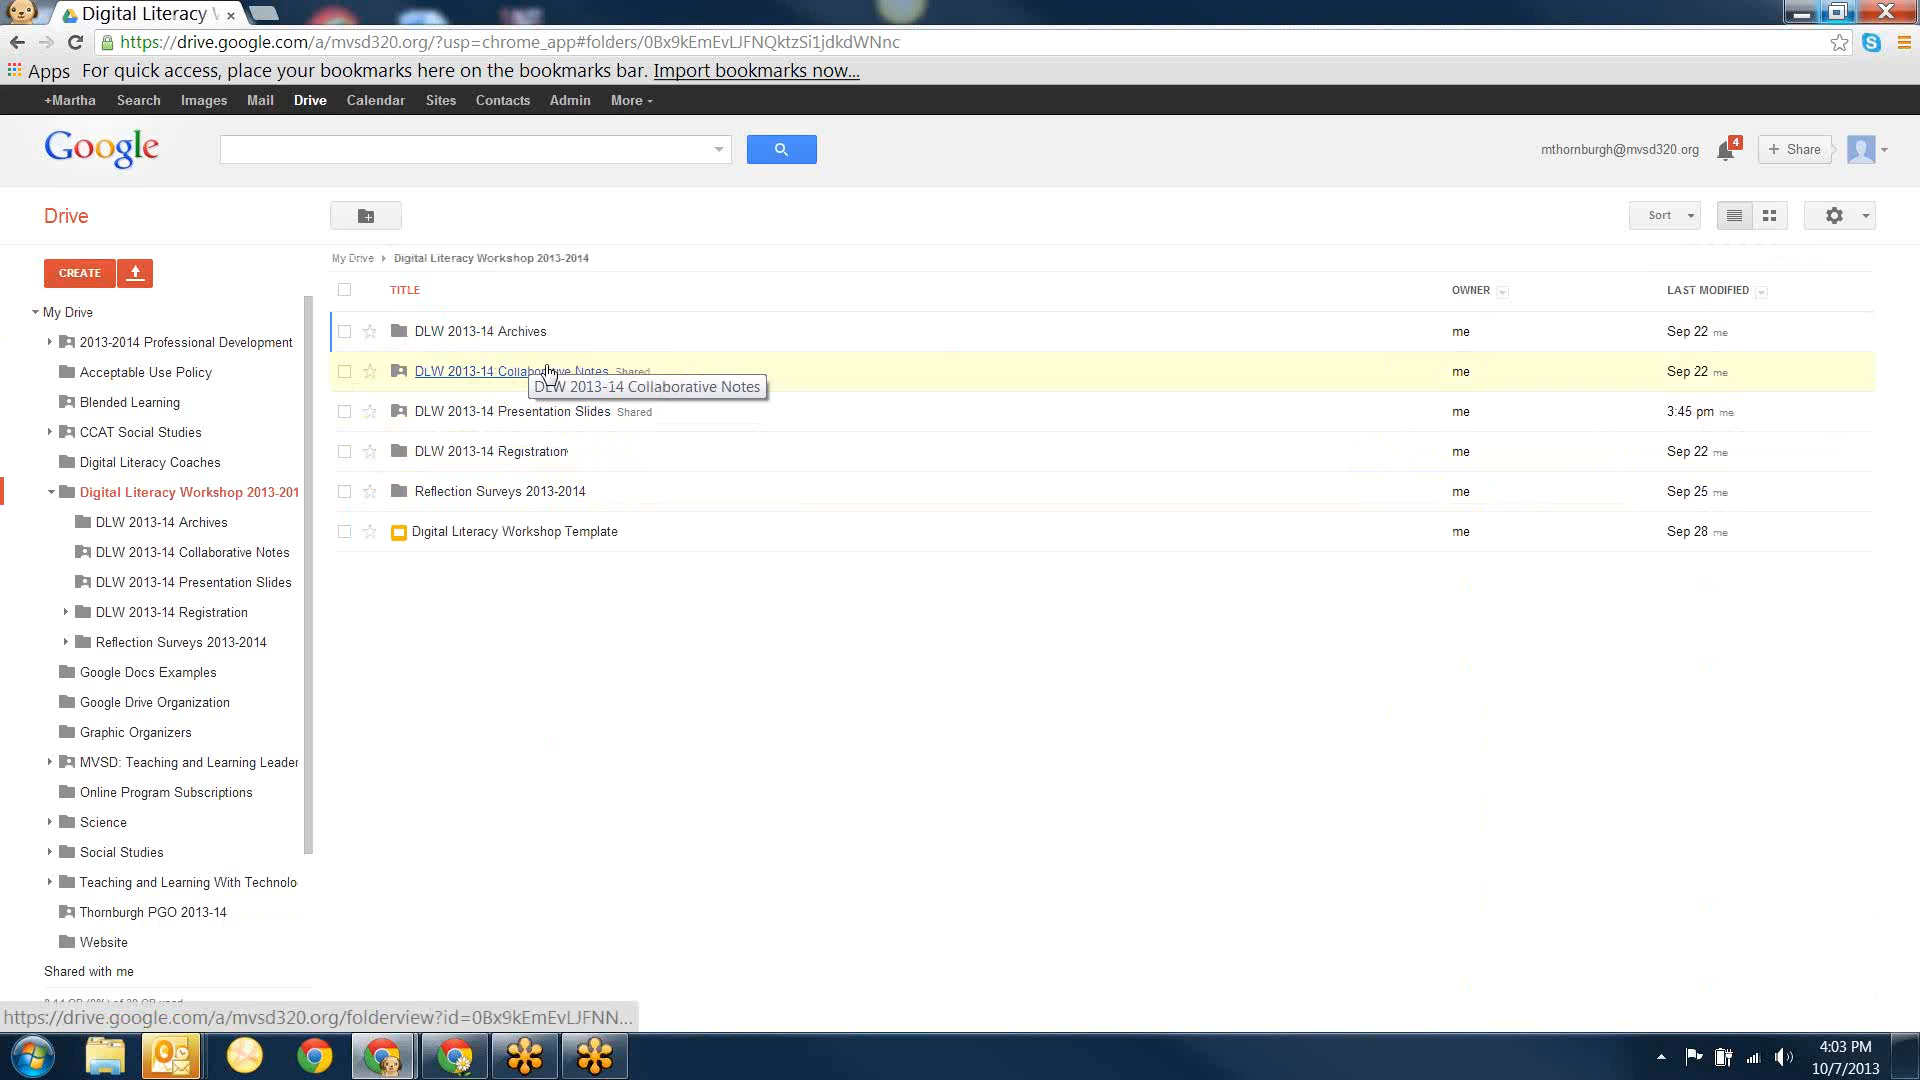 Digital Literacy
https://drive.google.com/a/mvsd320.org/?usp=chrome_app#folders/0Bx9kEmEvLJFNQktzSi1jdkdWNnc
Apps For quick access, place your bookmarks here on the bookmarks bar. Import bookmarks now...
+Martha Search Images Mail Drive Calendar Sites Contacts Admin More
Google
mthornburgh@mvsd320.org 4 + Share
Drive
Sort
My Drive Digital Literacy Workshop 2013-2014
CREATE
TITLE OWNER LAST MODIFIED
DLW 2013-14 Archives me Sep 22 me
DLW 2013-14 Collaborative Notes Shared me Sep 22 me
DLW 2013-14 Collaborative Notes
DLW 2013-14 Presentation Slides Shared me 3:45 pm me
DLW 2013-14 Registration me Sep 22 me
Reflection Surveys 2013-2014 me Sep 25 me
Digital Literacy Workshop Template me Sep 28 me
My Drive
2013-2014 Professional Development
Acceptable Use Policy
Blended Learning
CCAT Social Studies
Digital Literacy Coaches
Digital Literacy Workshop 2013-201
DLW 2013-14 Archives
DLW 2013-14 Collaborative Notes
DLW 2013-14 Presentation Slides
DLW 2013-14 Registration
Reflection Surveys 2013-2014
Google Docs Examples
Google Drive Organization
Graphic Organizers
MVSD: Teaching and Learning Leader
Online Program Subscriptions
Science
Social Studies
Teaching and Learning With Technolo
Thornburgh PGO 2013-14
Website
Shared with me
https://drive.google.com/a/mvsd320.org/folderview?id=0Bx9kEmEvLJFNN...
4:03 PM
10/7/2013